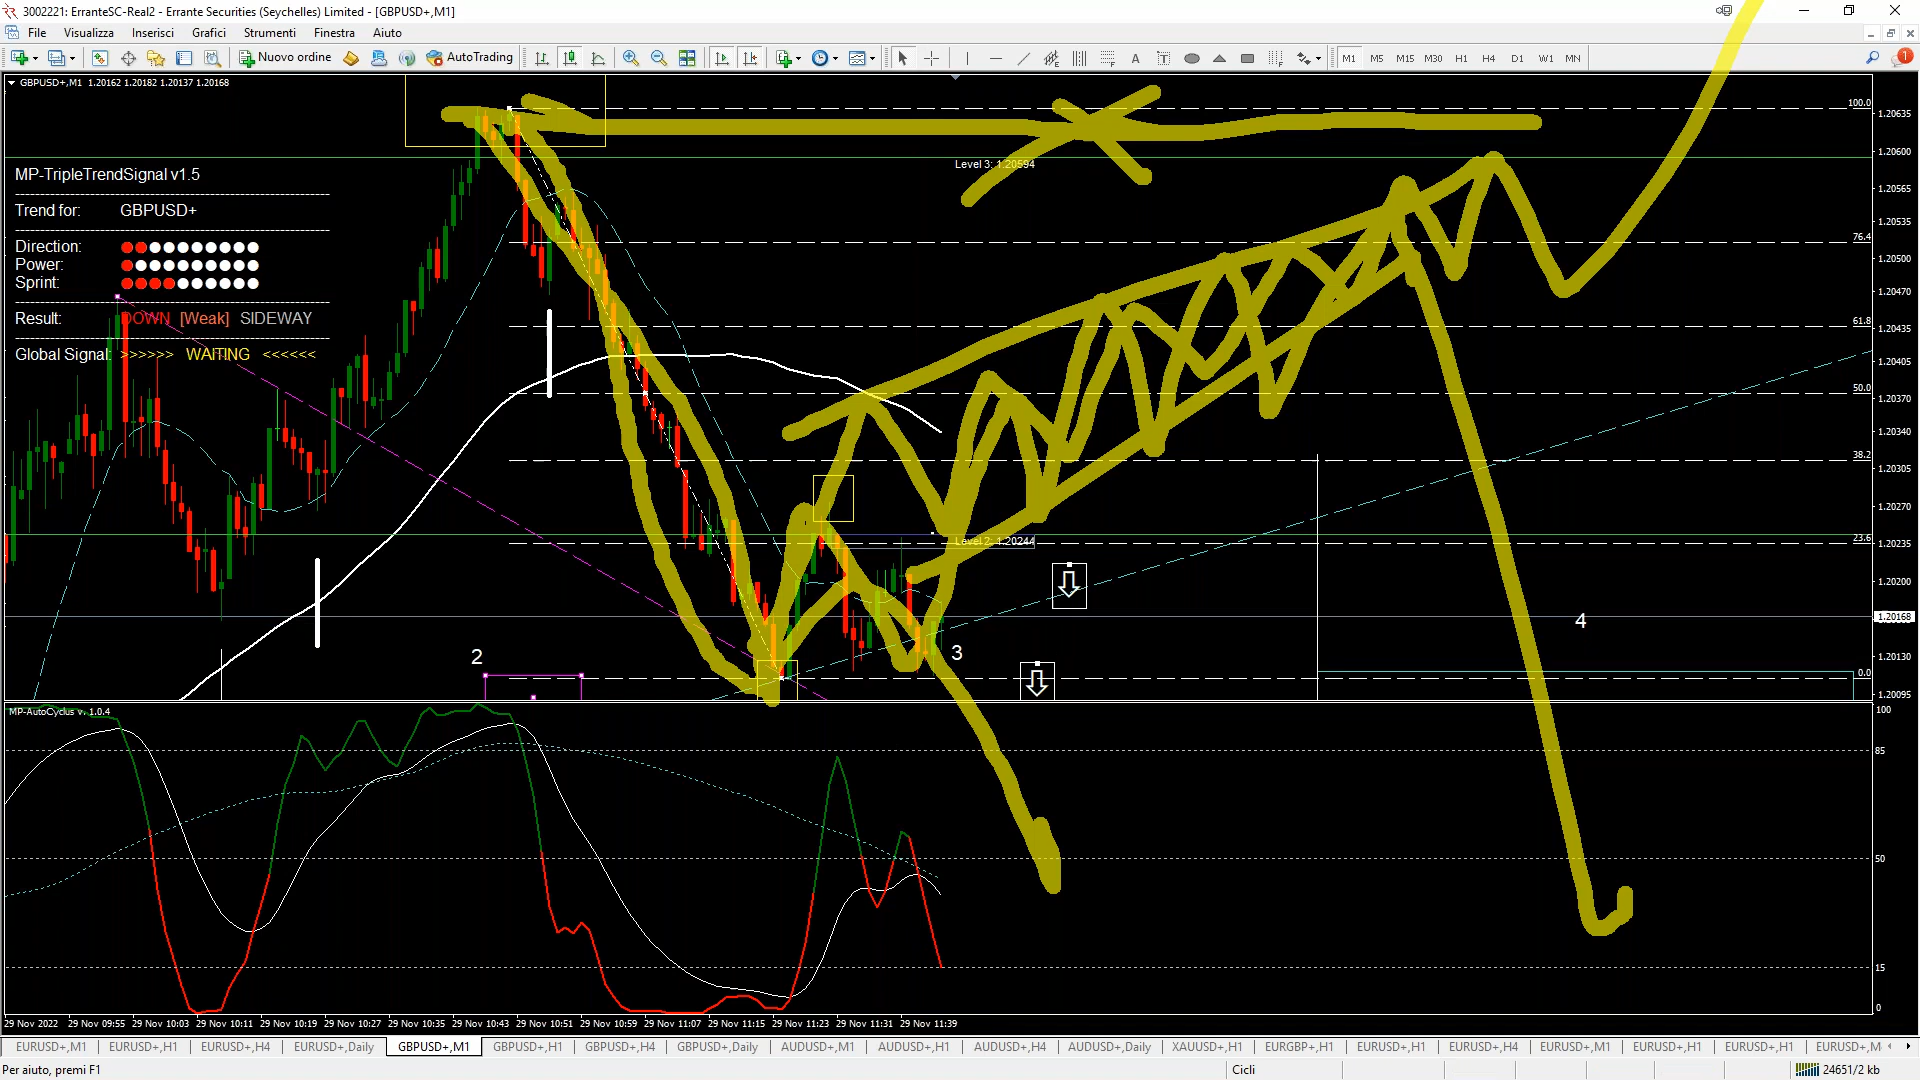 3002221: ErranteSC-Real2 - Errante Securities (Seychelles) Limited - [GBPUSD+,M1]
File Visualizza Inserisci Grafici Strumenti Finestra Aiuto
Nuovo ordine AutoTrading A T M1 M5 M15 M30 H1 H4 D1 W1 MN 1
GBPUSD+,M1 1.20162 1.20182 1.20137 1.20168
100.0
1.20635
1.20600
Level 3: 1.20594
MP-TripleTrendSignal v1.5
1.20565
Trend for: GBPUSD+
1.20535
76.4
Direction:
1.20500
Power:
Sprint:
1.20470
Result: DOWN [Weak] SIDEWAY
61.8
1.20435
Global Signal: >>>>>> WAITING <<<<<<
1.20405
50.0
1.20370
1.20340
38.2
1.20305
1.20270
Level 2: 1.20244
23.6
1.20235
1.20200
1.20168
4
2
3
1.20130
0.0
1.20095
MP-AutoCyclus v. 1.0.4
100
85
50
15
0
29 Nov 2022 29 Nov 09:55 29 Nov 10:03 29 Nov 10:11 29 Nov 10:19 29 Nov 10:27 29 Nov 10:35 29 Nov 10:43 29 Nov 10:51 29 Nov 10:59 29 Nov 11:07 29 Nov 11:15 29 Nov 11:23 29 Nov 11:31 29 Nov 11:39
EURUSD+,M1 EURUSD+,H1 EURUSD+,H4 EURUSD+,Daily GBPUSD+,M1 GBPUSD+,H1 GBPUSD+,H4 GBPUSD+,Daily AUDUSD+,M1 AUDUSD+,H1 AUDUSD+,H4 AUDUSD+,Daily XAUUSD+,H1 EURGBP+,H1 EURUSD+,H1 EURUSD+,H4 EURUSD+,M1 EURUSD+,H1 EURUSD+,H1 EURUSD+,M
Per aiuto, premi F1 Cicli 24651/2 kb